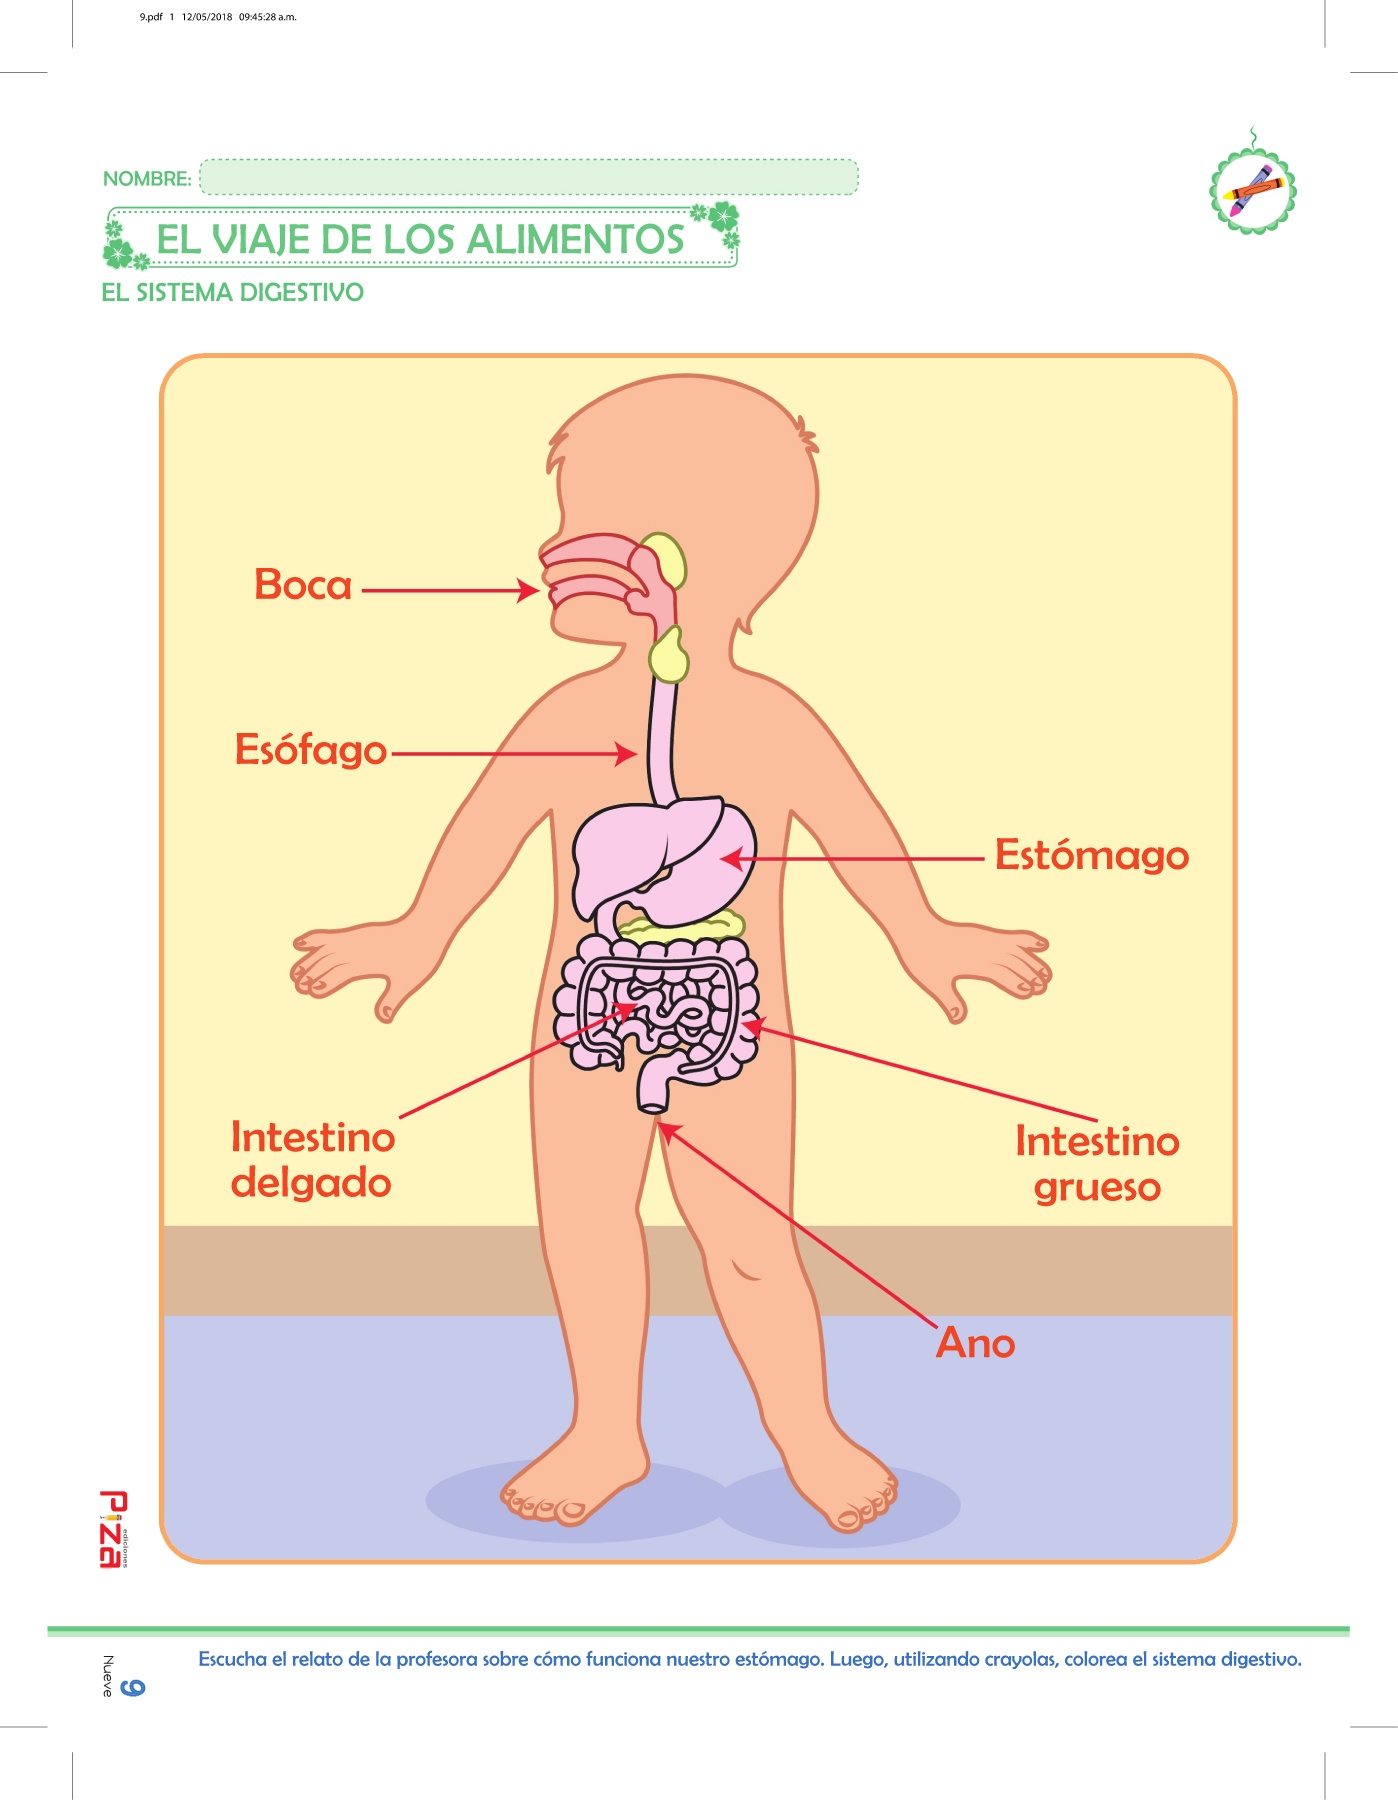 9.pdf 1 12/05/2018 09:45:28 a.m.
NOMBRE:
EL VIAJE DE LOS ALIMENTOS
EL SISTEMA DIGESTIVO
Boca
Esófago
Estómago
Intestino
delgado
Intestino
grueso
Ano
Piza
ediciones
Escucha el relato de la profesora sobre cómo funciona nuestro estómago. Luego, utilizando crayolas, colorea el sistema digestivo.
Nueve
9